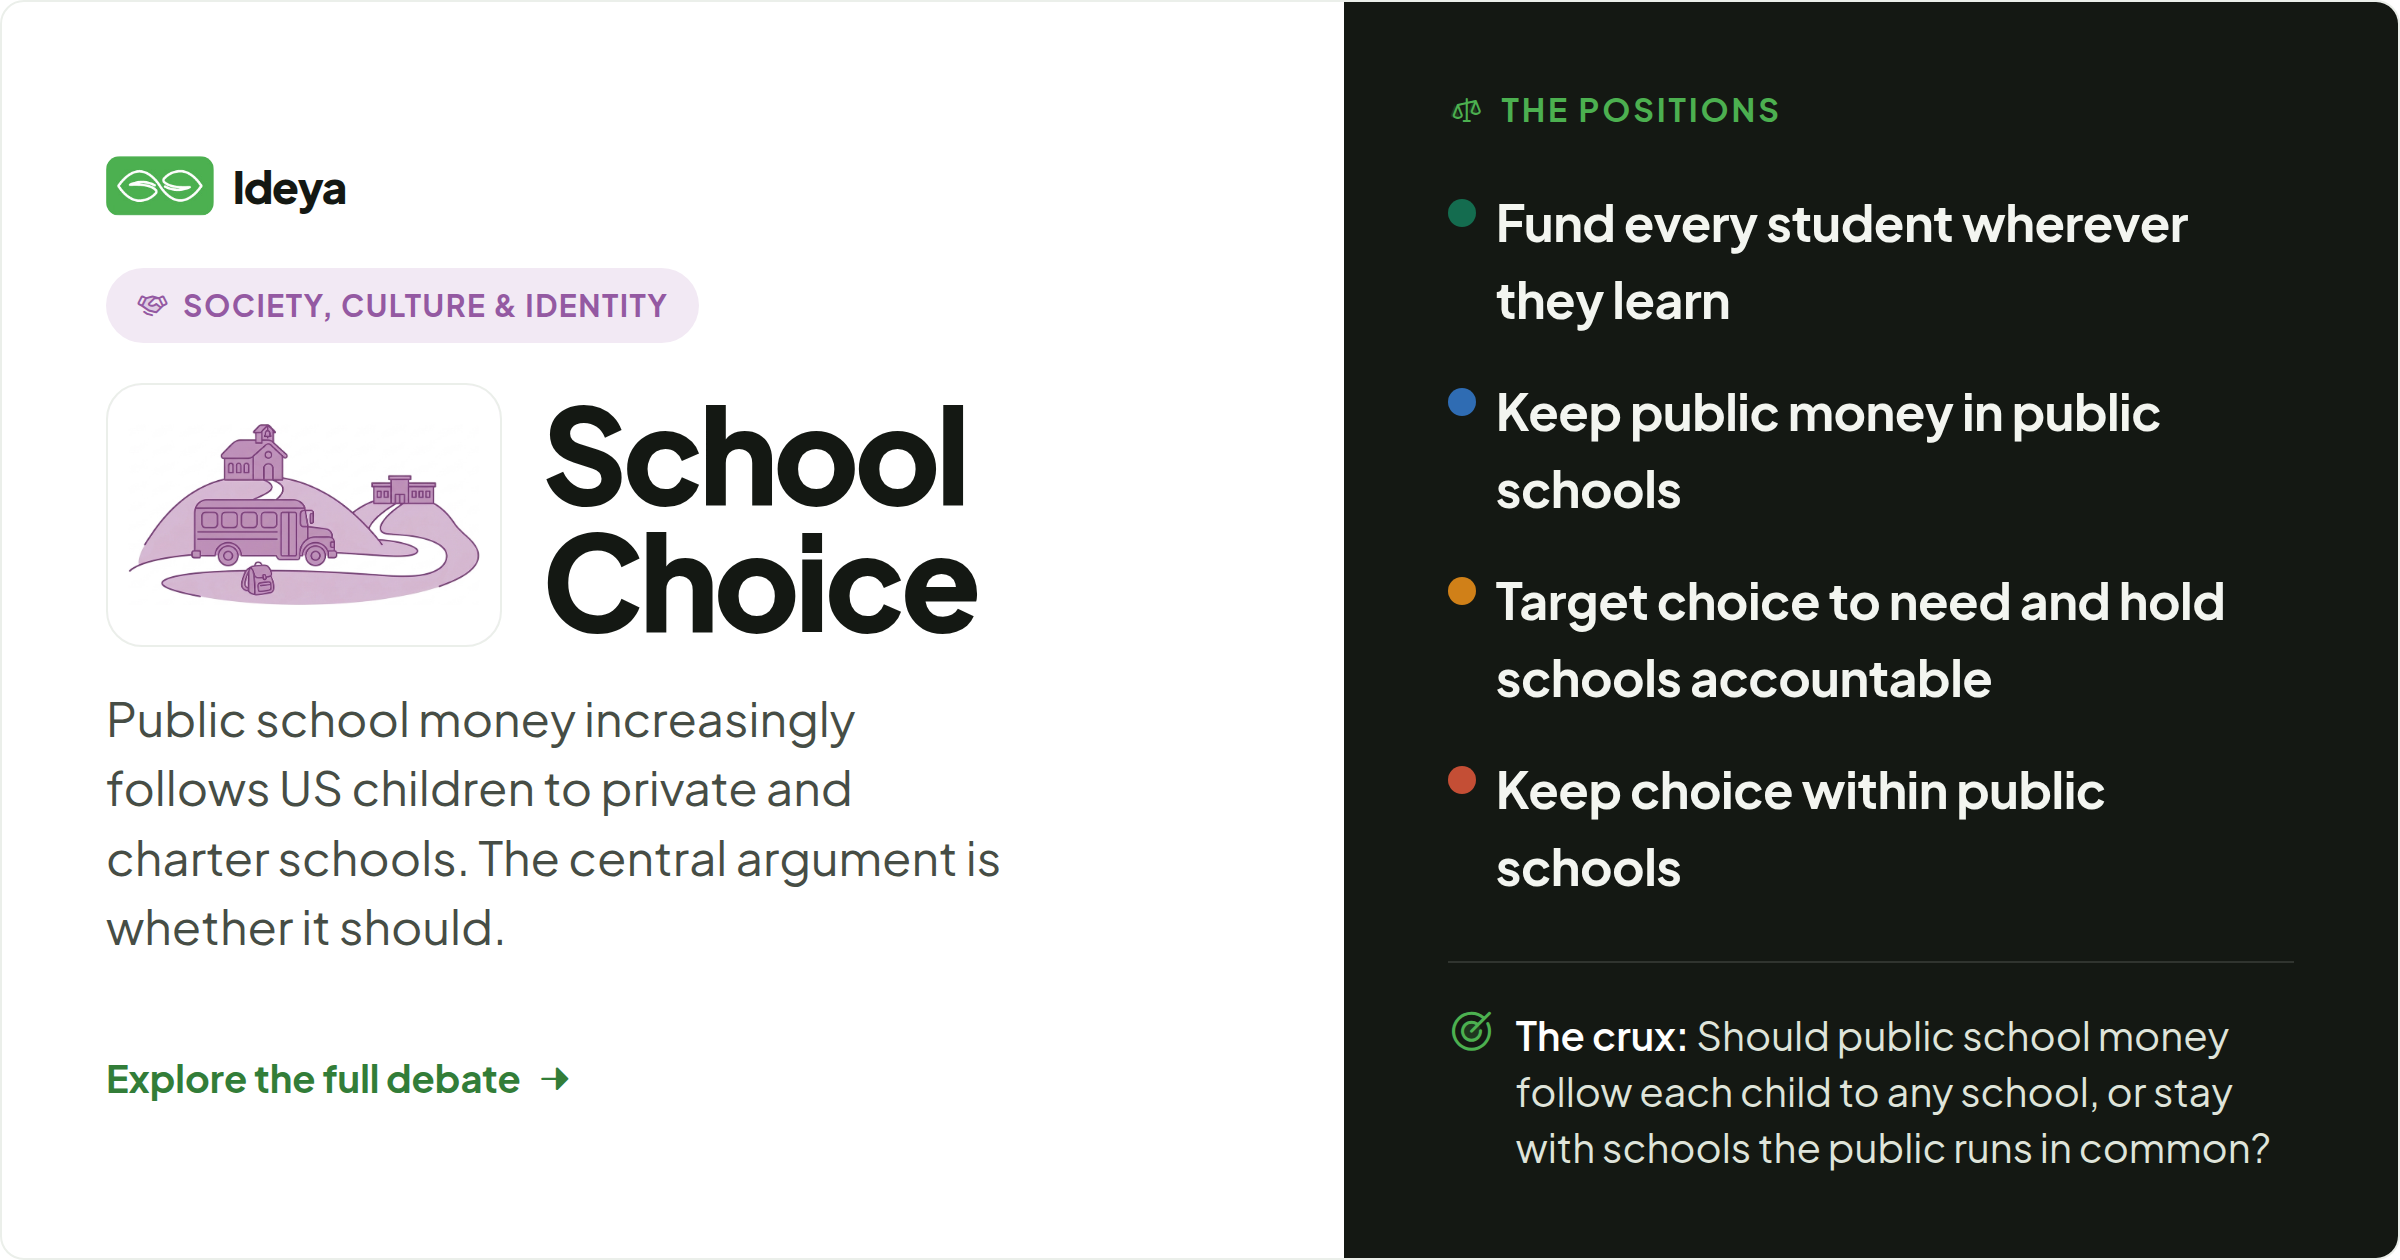 Ideya
SOCIETY, CULTURE & IDENTITY
School
Choice
Public school money increasingly
follows US children to private and
charter schools. The central argument is
whether it should.
Explore the full debate
THE POSITIONS
Fund every student wherever
they learn
Keep public money in public
schools
Target choice to need and hold
schools accountable
Keep choice within public
schools
The crux: Should public school money
follow each child to any school, or stay
with schools the public runs in common?